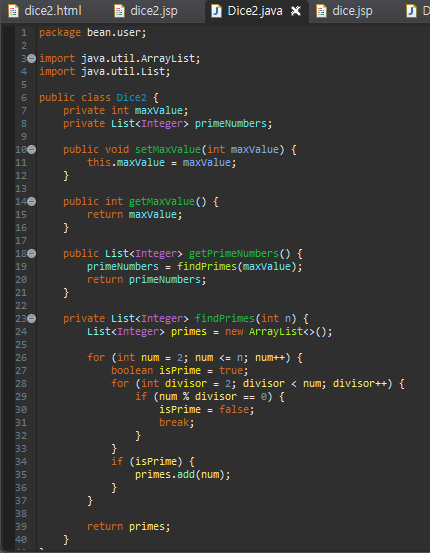 dice2.html dice2.jsp Dice2.java dice.jsp D
1 package bean.user;
2
3 import java.util.ArrayList;
4 import java.util.List;
5
6 public class Dice2 {
7     private int maxValue;
8     private List<Integer> primeNumbers;
9
10     public void setMaxValue(int maxValue) {
11         this.maxValue = maxValue;
12     }
13
14     public int getMaxValue() {
15         return maxValue;
16     }
17
18     public List<Integer> getPrimeNumbers() {
19         primeNumbers = findPrimes(maxValue);
20         return primeNumbers;
21     }
22
23     private List<Integer> findPrimes(int n) {
24         List<Integer> primes = new ArrayList<>();
25
26         for (int num = 2; num <= n; num++) {
27             boolean isPrime = true;
28             for (int divisor = 2; divisor < num; divisor++) {
29                 if (num % divisor == 0) {
30                     isPrime = false;
31                     break;
32                 }
33             }
34             if (isPrime) {
35                 primes.add(num);
36             }
37         }
38
39         return primes;
40     }